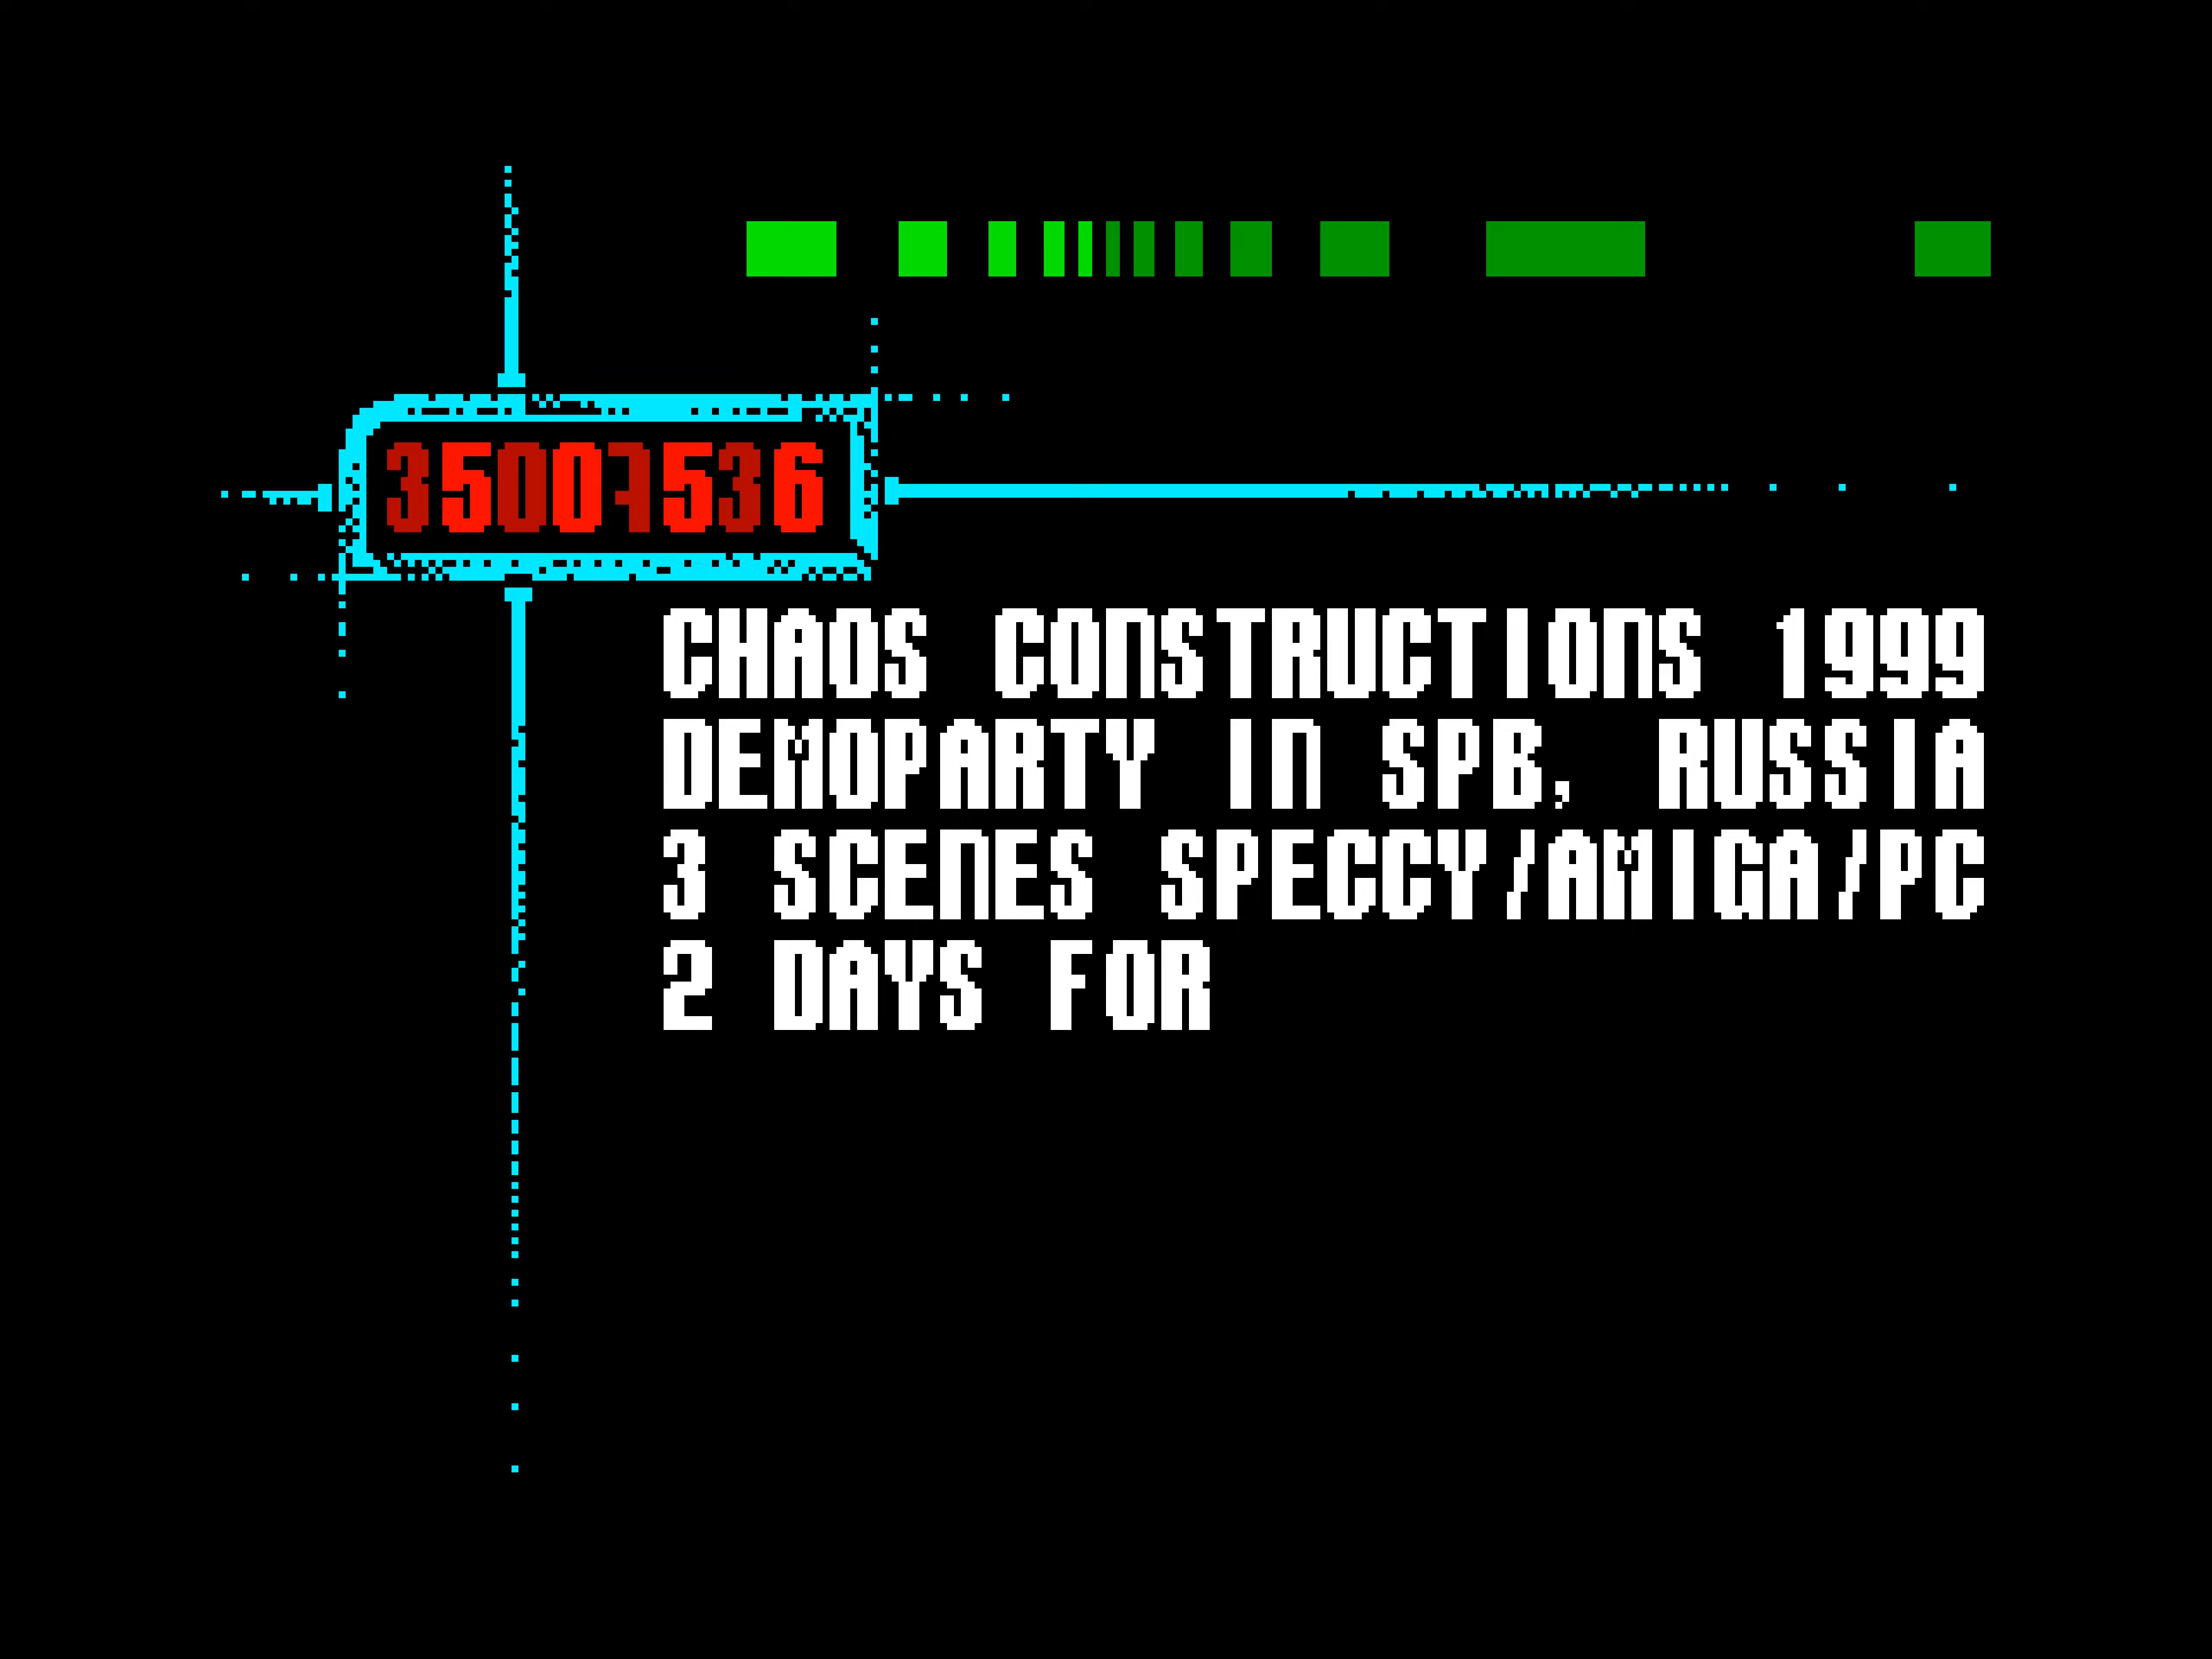 35007536
CHAOS CONSTRUCTIONS 1999
DEMOPARTY IN SPB, RUSSIA
3 SCENES SPECCY/AMIGA/PC
2 DAYS FOR